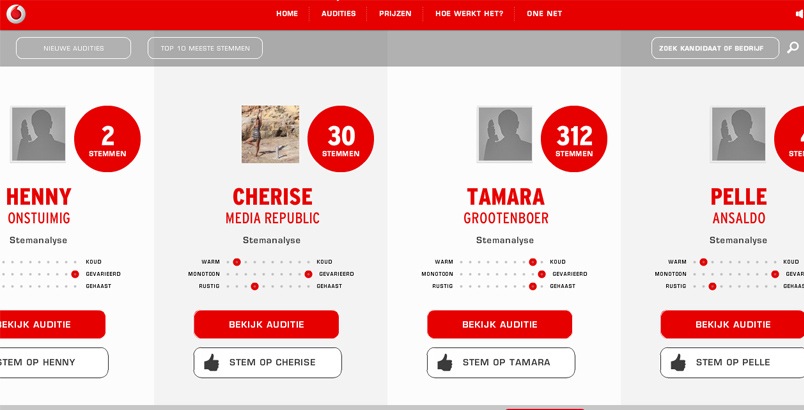 HOME
AUDITIES
PRIJZEN
HOE WERKT HET?
ONE NET
NIEUWE AUDITIES
TOP 10 MEESTE STEMMEN
ZOEK KANDIDAAT OF BEDRIJF
2
STEMMEN
HENNY
ONSTUIMIG
Stemanalyse
KOUD
GEVARIEERD
GEHAAST
BEKIJK AUDITIE
STEM OP HENNY
30
STEMMEN
CHERISE
MEDIA REPUBLIC
Stemanalyse
WARM KOUD
MONOTOON GEVARIEERD
RUSTIG GEHAAST
BEKIJK AUDITIE
STEM OP CHERISE
312
STEMMEN
TAMARA
GROOTENBOER
Stemanalyse
WARM KOUD
MONOTOON GEVARIEERD
RUSTIG GEHAAST
BEKIJK AUDITIE
STEM OP TAMARA
PELLE
ANSALDO
Stemanalyse
WARM
MONOTOON
RUSTIG
BEKIJK AUDITIE
STEM OP PELLE